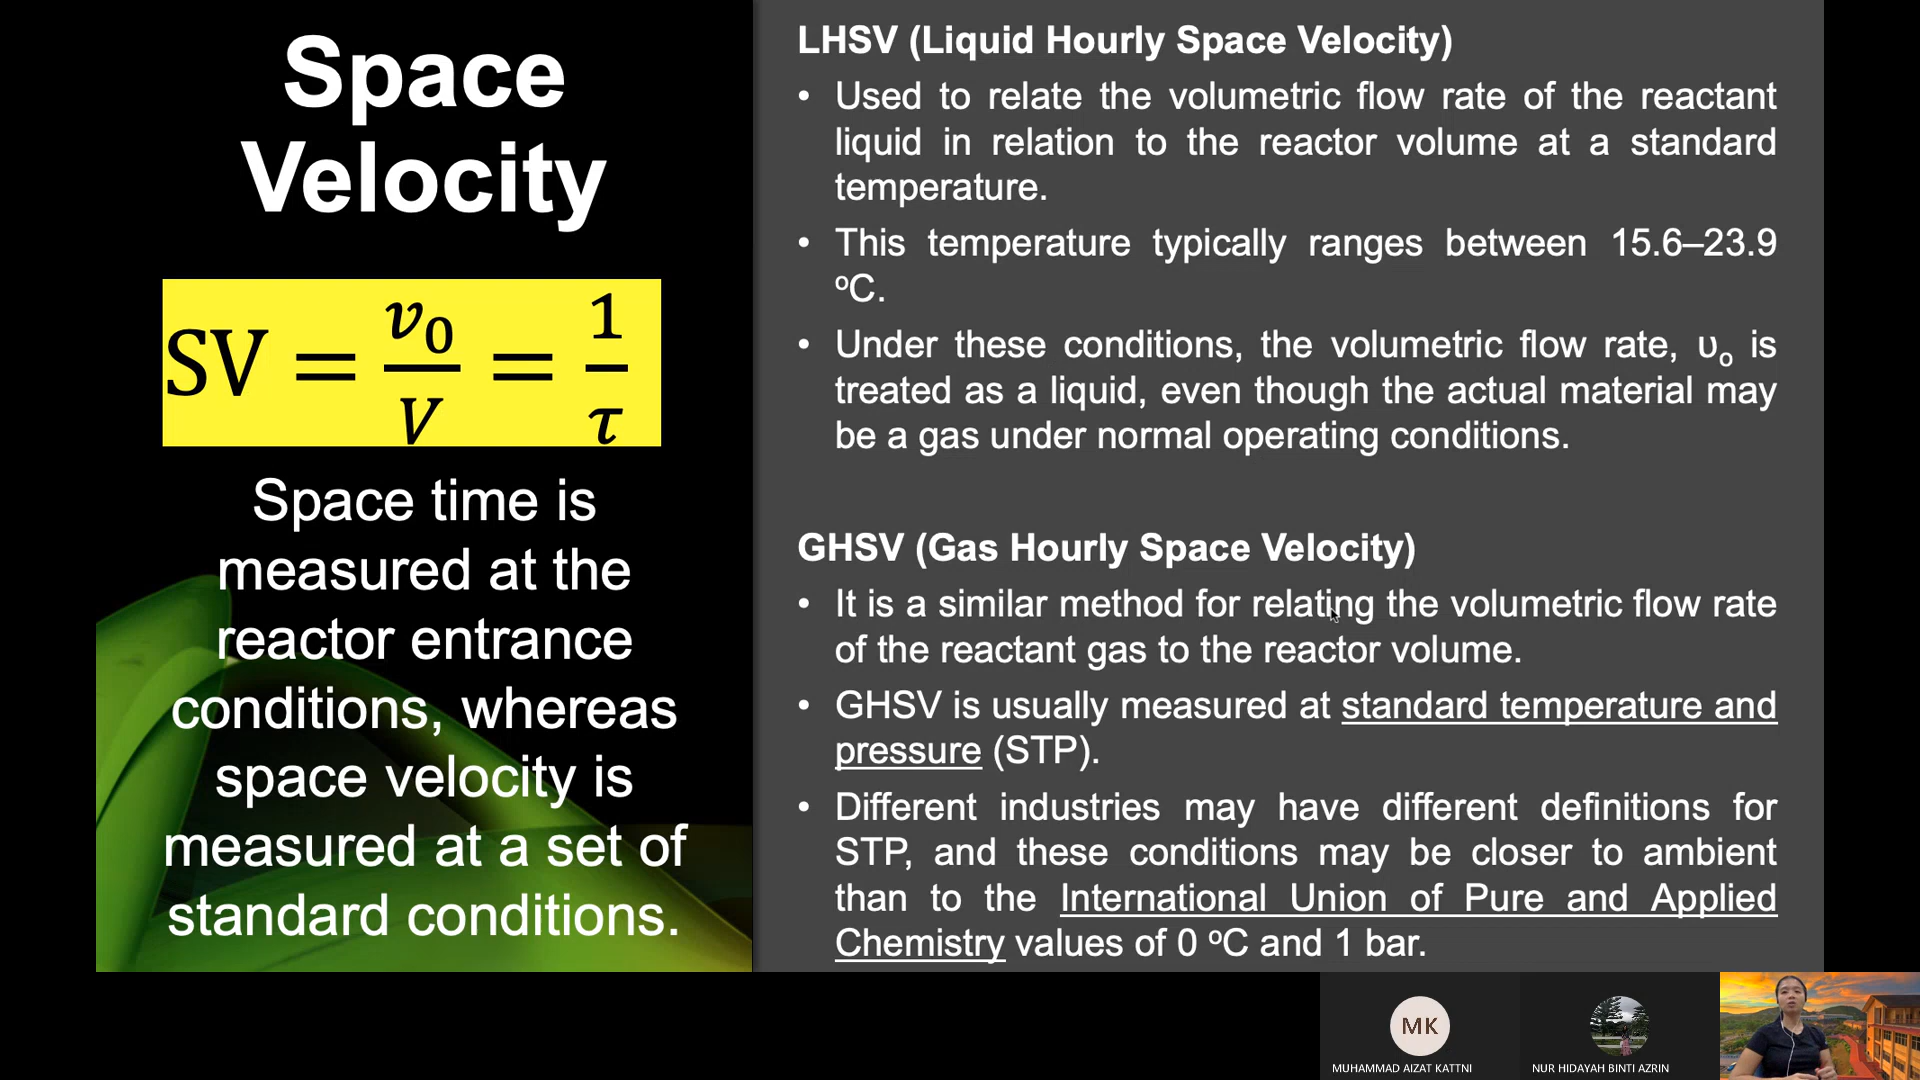 Space
Velocity
SV = υ₀/V = 1/τ
Space time is
measured at the
reactor entrance
conditions, whereas
space velocity is
measured at a set of
standard conditions.
LHSV (Liquid Hourly Space Velocity)
• Used to relate the volumetric flow rate of the reactant
liquid in relation to the reactor volume at a standard
temperature.
• This temperature typically ranges between 15.6–23.9
ºC.
• Under these conditions, the volumetric flow rate, υₒ is
treated as a liquid, even though the actual material may
be a gas under normal operating conditions.
GHSV (Gas Hourly Space Velocity)
• It is a similar method for relating the volumetric flow rate
of the reactant gas to the reactor volume.
• GHSV is usually measured at standard temperature and
pressure (STP).
• Different industries may have different definitions for
STP, and these conditions may be closer to ambient
than to the International Union of Pure and Applied
Chemistry values of 0 ºC and 1 bar.
MK
MUHAMMAD AIZAT KATTNI
NUR HIDAYAH BINTI AZRIN